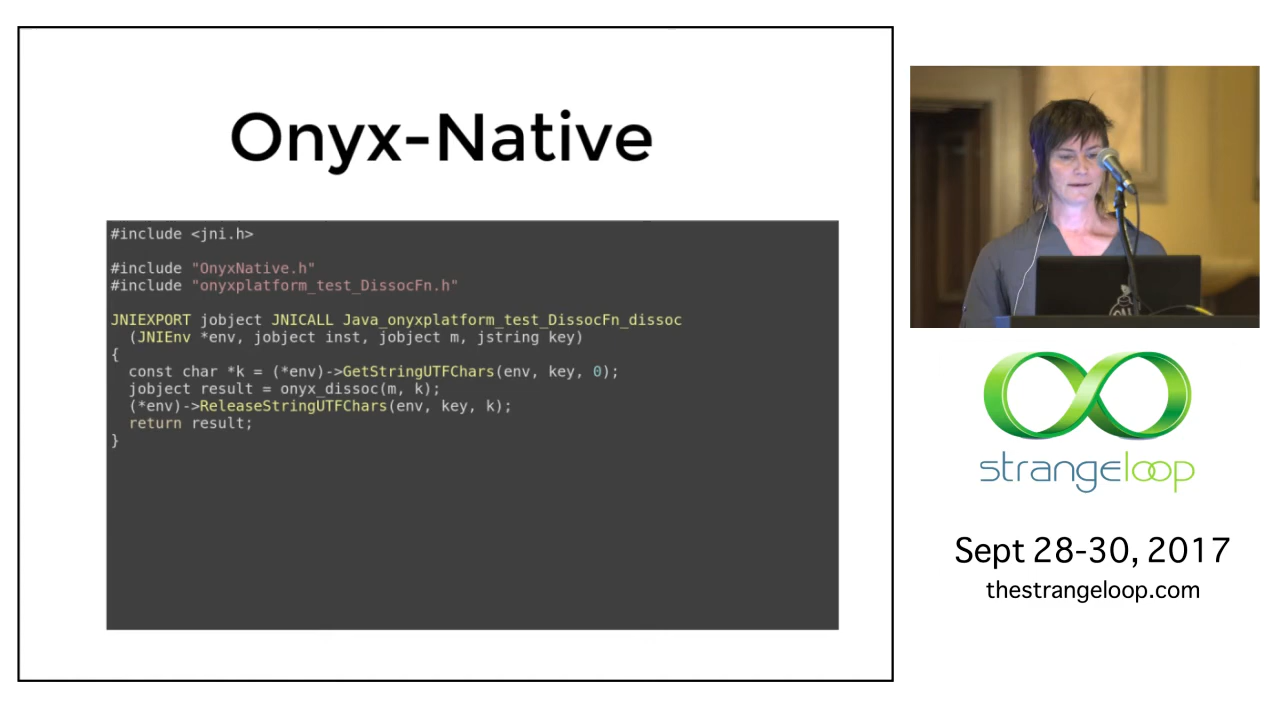 Onyx-Native
#include <jni.h>
#include "OnyxNative.h"
#include "onyxplatform_test_DissocFn.h"
JNIEXPORT jobject JNICALL Java_onyxplatform_test_DissocFn_dissoc
  (JNIEnv *env, jobject inst, jobject m, jstring key)
{
  const char *k = (*env)->GetStringUTFChars(env, key, 0);
  jobject result = onyx_dissoc(m, k);
  (*env)->ReleaseStringUTFChars(env, key, k);
  return result;
}
strangeloop
Sept 28-30, 2017
thestrangeloop.com